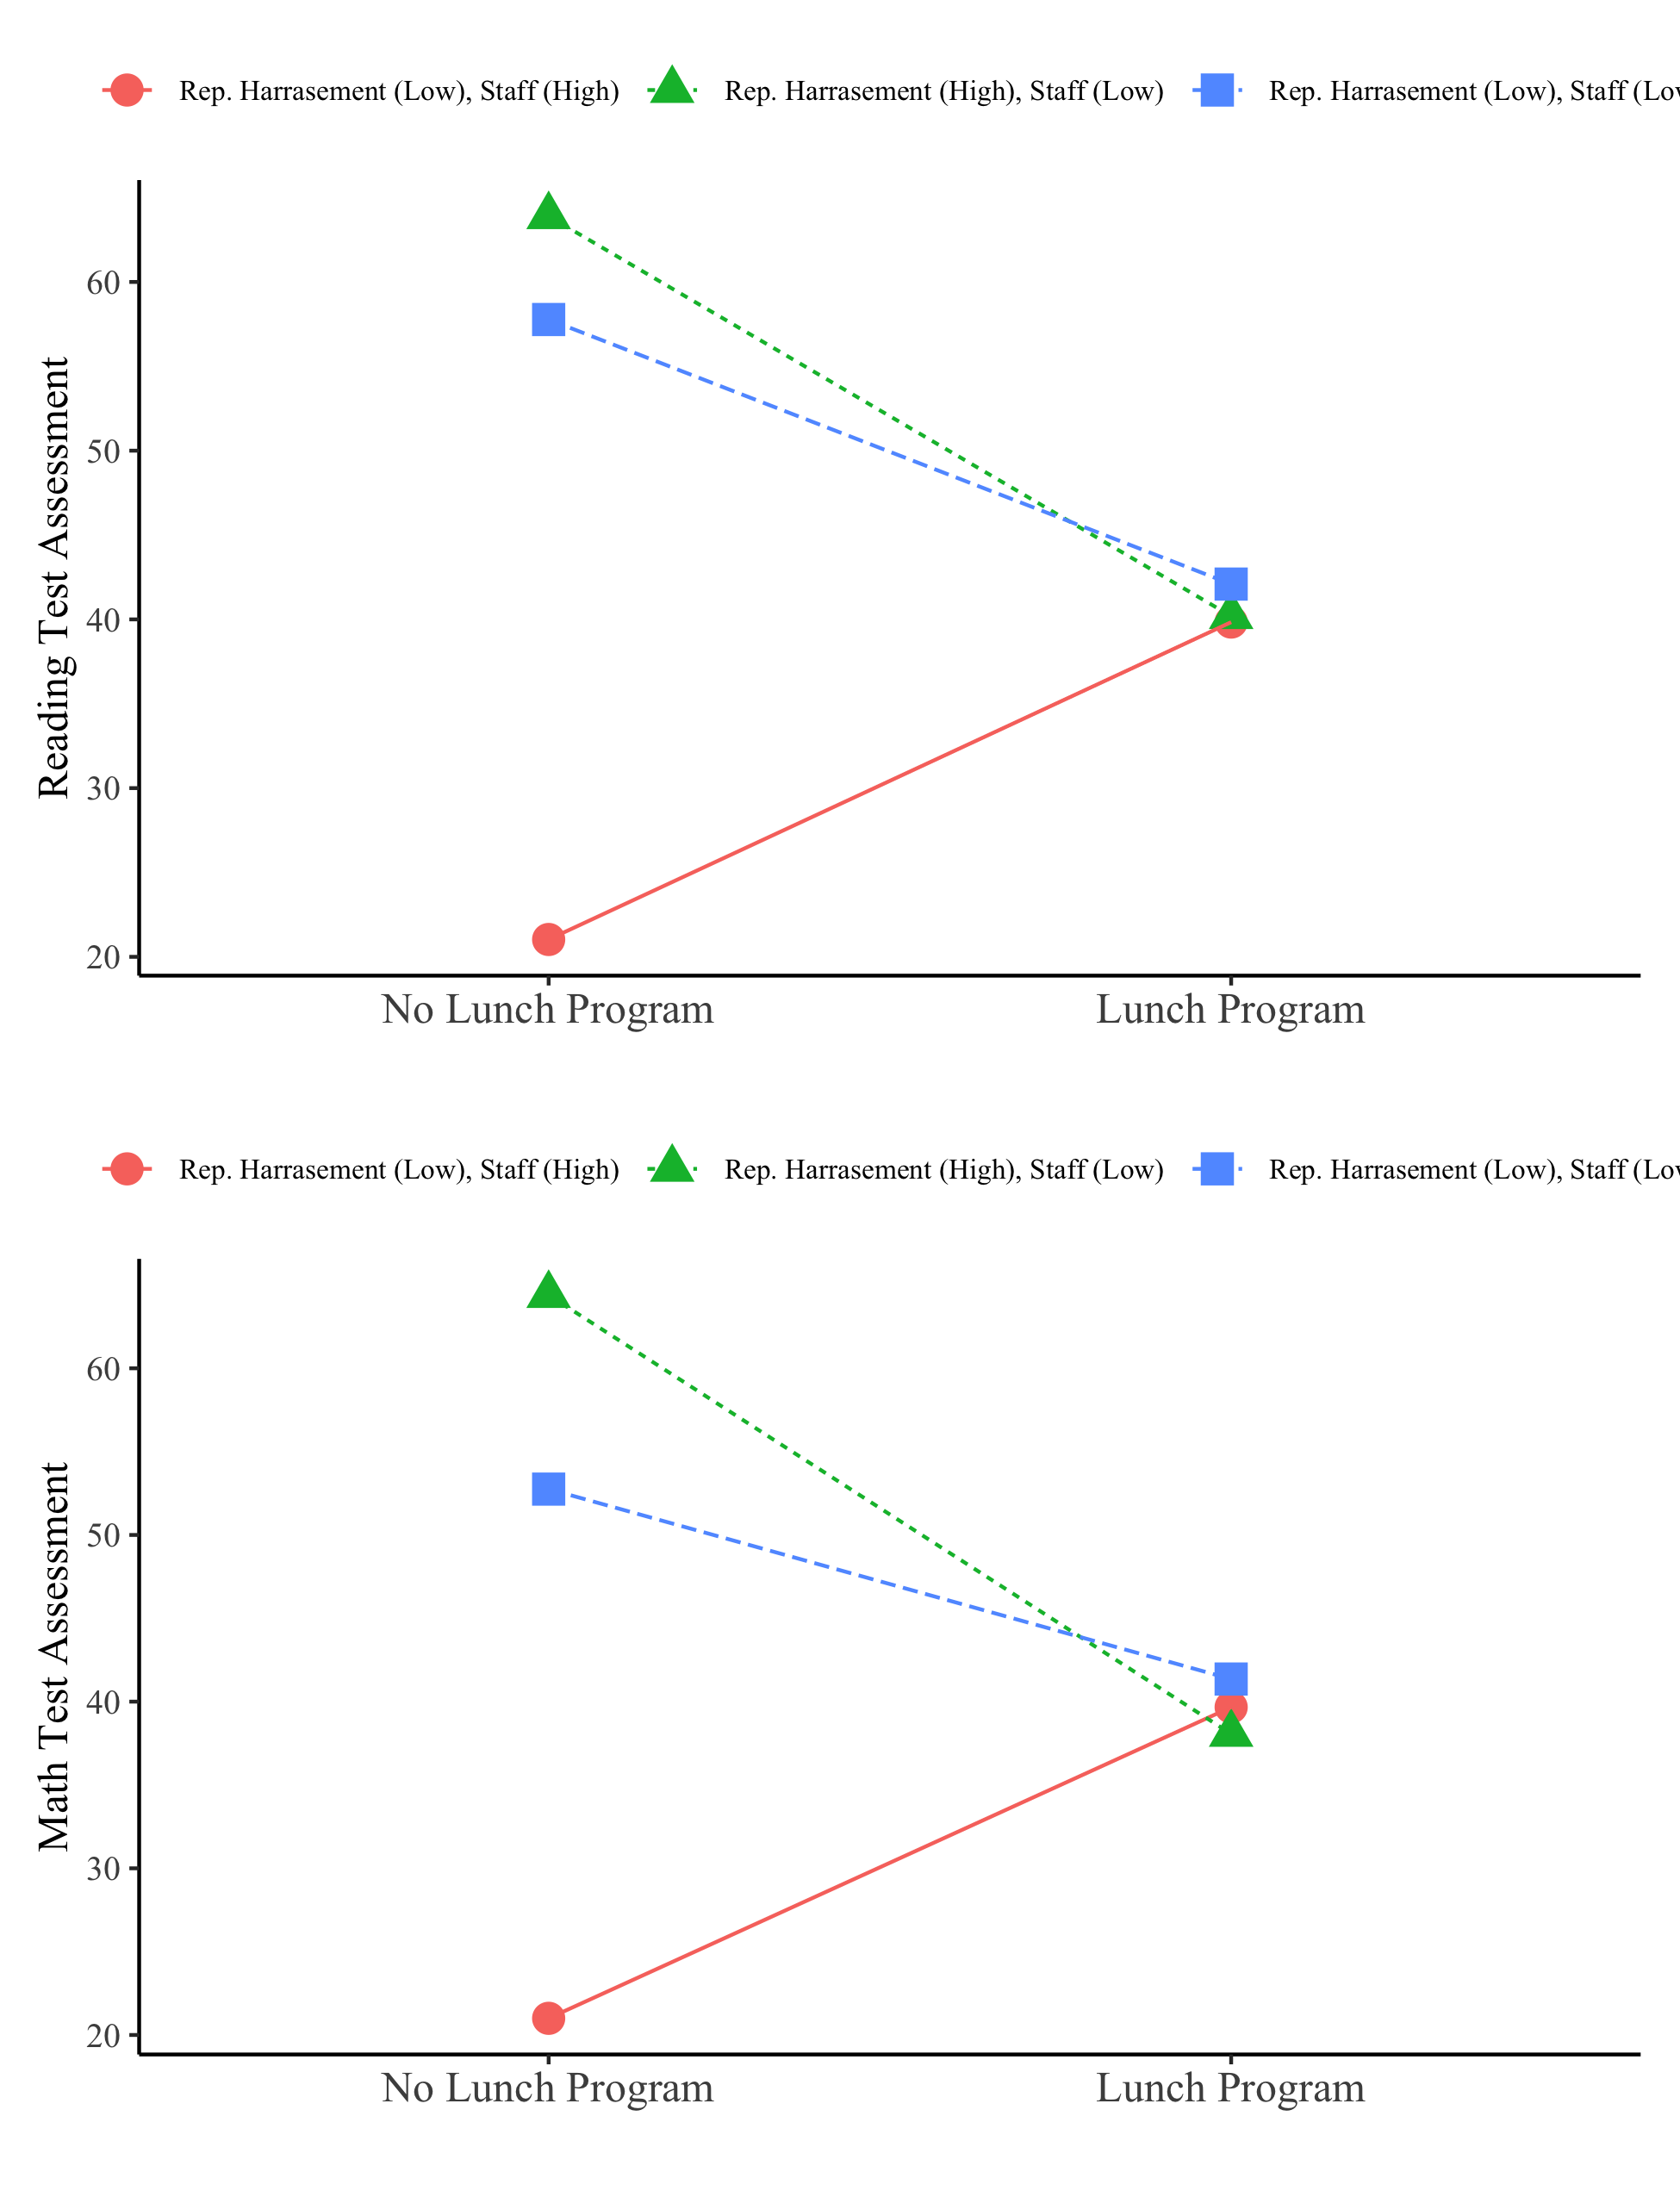 Rep. Harrasement (Low), Staff (High) Rep. Harrasement (High), Staff (Low) Rep. Harrasement (Low), Staff
Reading Test Assessment
60
50
40
30
20
No Lunch Program Lunch Program
Rep. Harrasement (Low), Staff (High) Rep. Harrasement (High), Staff (Low) Rep. Harrasement (Low), Staff
Math Test Assessment
60
50
40
30
20
No Lunch Program Lunch Program